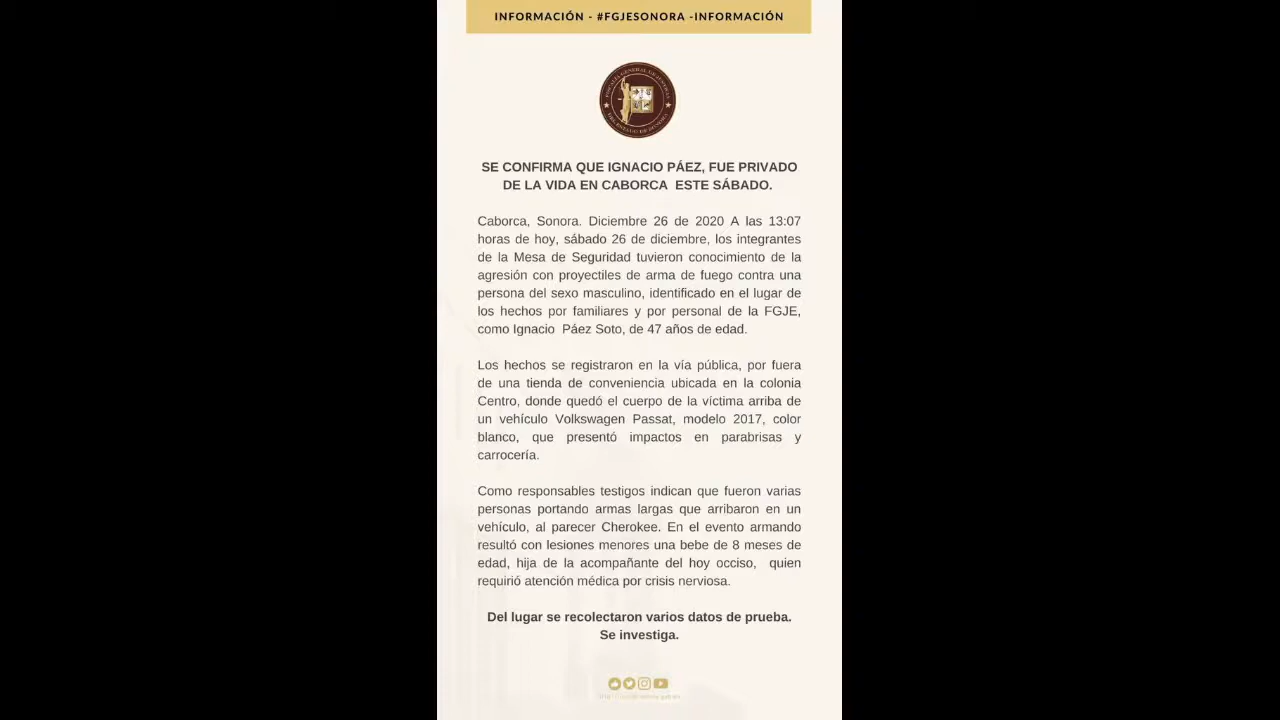 INFORMACIÓN - #FGJESONORA -INFORMACIÓN
SE CONFIRMA QUE IGNACIO PÁEZ, FUE PRIVADO
DE LA VIDA EN CABORCA  ESTE SÁBADO.
Caborca, Sonora. Diciembre 26 de 2020 A las 13:07
horas de hoy, sábado 26 de diciembre, los integrantes
de la Mesa de Seguridad tuvieron conocimiento de la
agresión con proyectiles de arma de fuego contra una
persona del sexo masculino, identificado en el lugar de
los hechos por familiares y por personal de la FGJE,
como Ignacio  Páez Soto, de 47 años de edad.
Los hechos se registraron en la vía pública, por fuera
de una tienda de conveniencia ubicada en la colonia
Centro, donde quedó el cuerpo de la víctima arriba de
un vehículo Volkswagen Passat, modelo 2017, color
blanco, que presentó impactos en parabrisas y
carrocería.
Como responsables testigos indican que fueron varias
personas portando armas largas que arribaron en un
vehículo, al parecer Cherokee. En el evento armando
resultó con lesiones menores una bebe de 8 meses de
edad, hija de la acompañante del hoy occiso,  quien
requirió atención médica por crisis nerviosa.
Del lugar se recolectaron varios datos de prueba.
Se investiga.